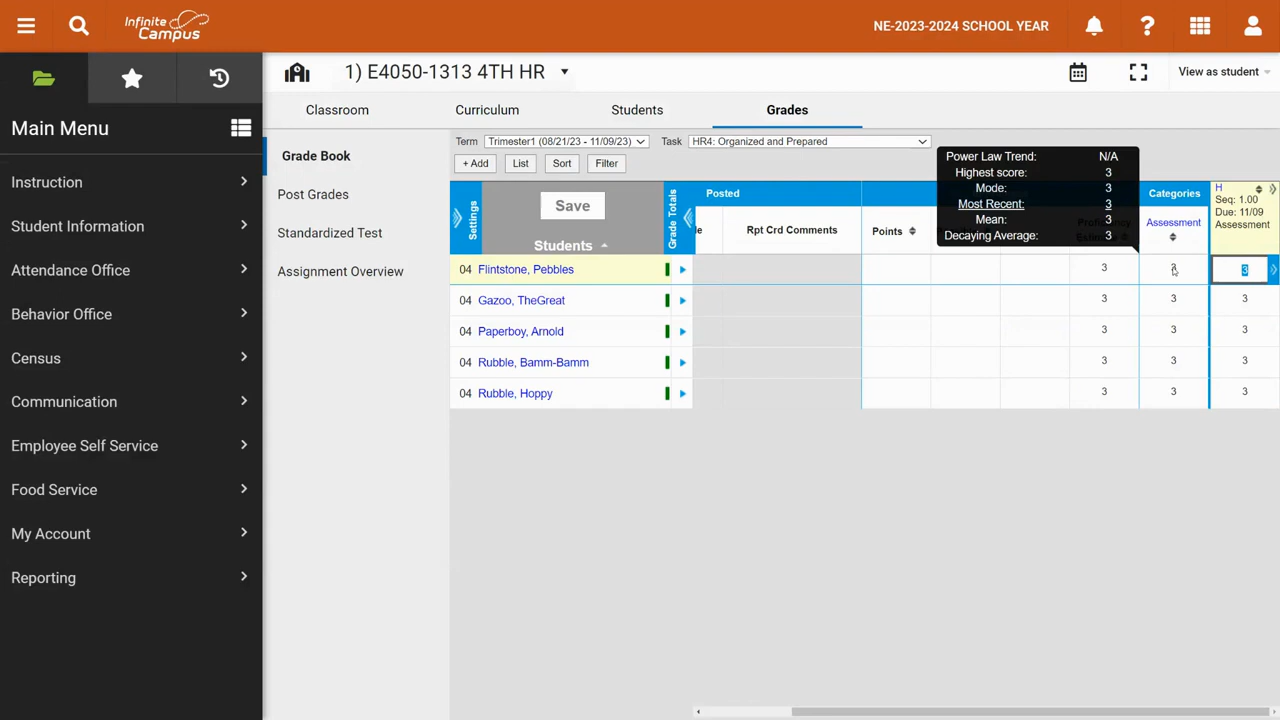 Infinite Campus
NE-2023-2024 SCHOOL YEAR
?
1) E4050-1313 4TH HR
View as student
Main Menu
Instruction
Student Information
Attendance Office
Behavior Office
Census
Communication
Employee Self Service
Food Service
My Account
Reporting
Classroom Curriculum Students Grades
Grade Book
Post Grades
Standardized Test
Assignment Overview
Term Trimester1 (08/21/23 - 11/09/23) Task HR4: Organized and Prepared
+ Add List Sort Filter
Settings
Save
Students
Grade Totals
Posted
Rpt Crd Comments
Points
Power Law Trend: N/A
Highest score: 3
Mode: 3
Most Recent: 3
Mean: 3
Decaying Average: 3
Proficiency
Estimate
Categories
Assessment
H
Seq: 1.00
Due: 11/09
Assessment
04 Flintstone, Pebbles 3 3
04 Gazoo, TheGreat 3 3 3
04 Paperboy, Arnold 3 3 3
04 Rubble, Bamm-Bamm 3 3 3
04 Rubble, Hoppy 3 3 3